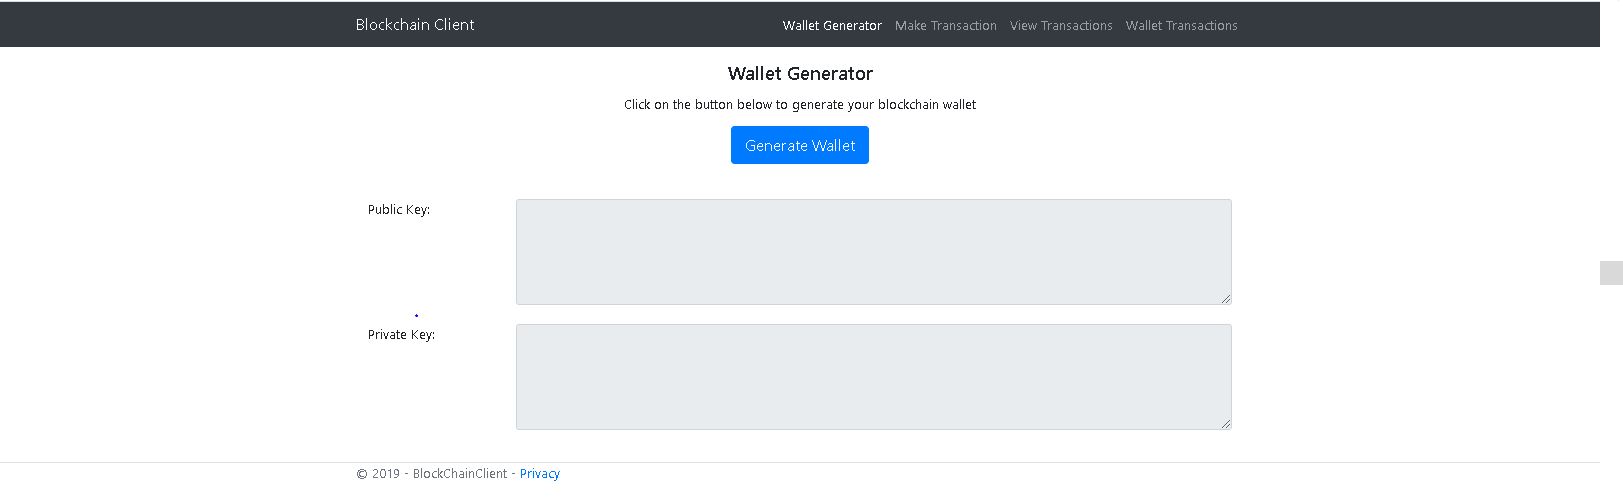 Blockchain Client Wallet Generator Make Transaction View Transactions Wallet Transactions
Wallet Generator
Click on the button below to generate your blockchain wallet
Generate Wallet
Public Key:
Private Key:
© 2019 - BlockChainClient - Privacy